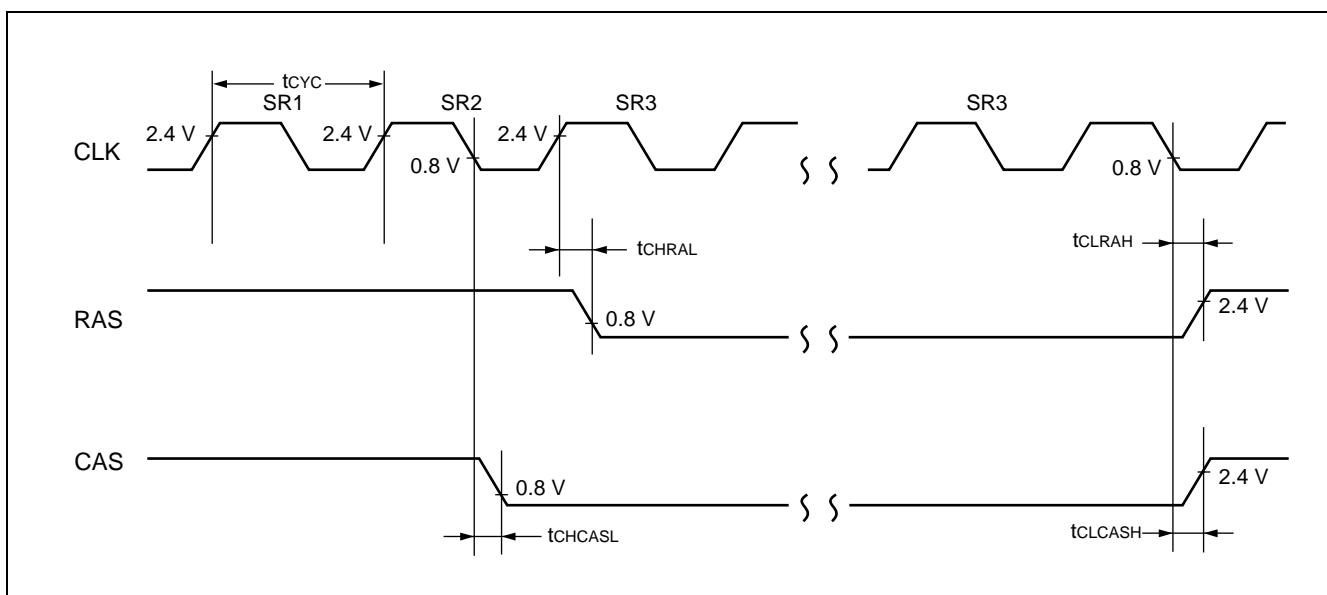 tCYC
SR1
SR2
SR3
SR3
CLK
2.4 V
2.4 V
0.8 V
2.4 V
0.8 V
tCHRAL
tCLRAH
RAS
0.8 V
2.4 V
CAS
0.8 V
2.4 V
tCHCASL
tCLCASH